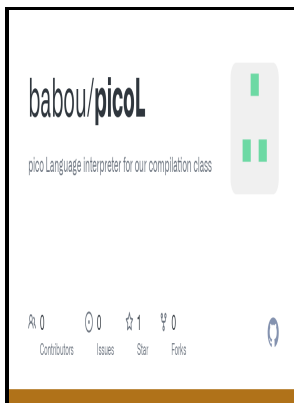 babou/picoL
pico Language interpreter for our compilation class
0 0 1 0
Contributors Issues Star Forks